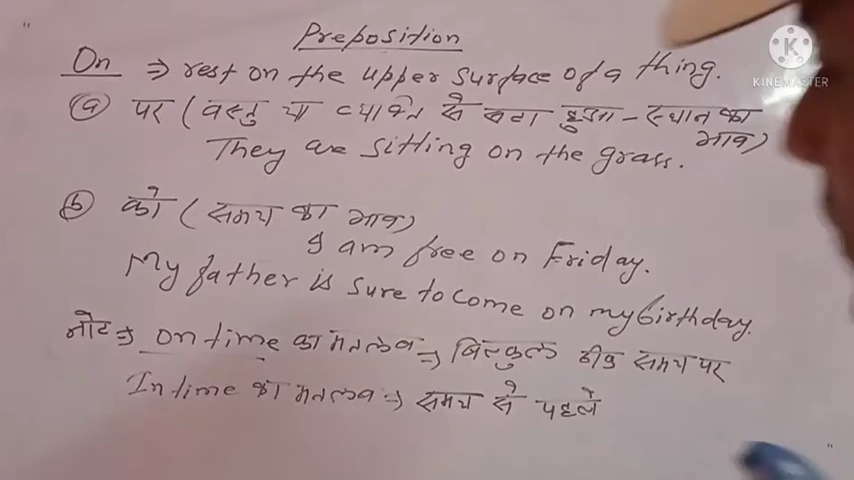 Preposition
On ⇒ rest on the upper surface of a thing.
(a) पर (वस्तु या व्यक्ति से सटा हुआ - स्थान का भाव)
They are sitting on the grass.
(b) को (समय का भाव)
I am free on Friday.
My father is sure to come on my birthday.
नोट ⇒ on time का मतलब ⇒ बिल्कुल ठीक समय पर
In time का मतलब ⇒ समय से पहले
K
KINEMASTER